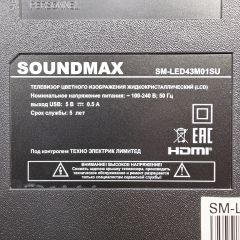 PERSONNEL
SOUNDMAX
SM-LED43M01SU
ТЕЛЕВИЗОР ЦВЕТНОГО ИЗОБРАЖЕНИЯ ЖИДКОКРИСТАЛЛИЧЕСКИЙ (LCD)
Номинальное напряжение питания: ~ 100-240 В; 50 Гц
выход USB: 5 В 0.5 А
Срок службы: 5 лет
Под контролем ТЕХНО ЭЛЕКТРИК ЛИМИТЕД
HDMI
ВНИМАНИЕ! ВЫСОКОЕ НАПРЯЖЕНИЕ!
SM-L